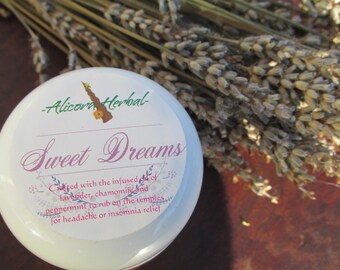 -Alicorn Herbal-
Sweet Dreams
Crafted with the infused oil of
lavender, chamomile and
peppermint to rub on the temples
for headache or insomnia relief